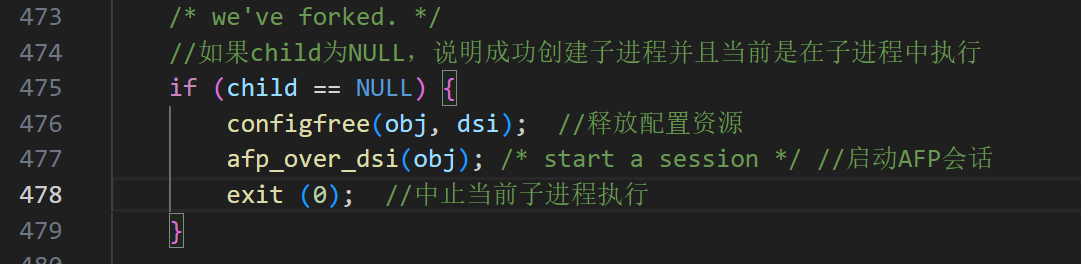 473 /* we've forked. */
474 //如果child为NULL，说明成功创建子进程并且当前是在子进程中执行
475 if (child == NULL) {
476 configfree(obj, dsi);  //释放配置资源
477 afp_over_dsi(obj); /* start a session */ //启动AFP会话
478 exit (0);  //中止当前子进程执行
479 }
480